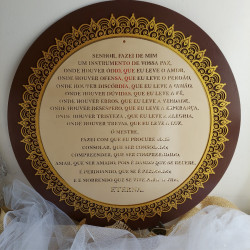 SENHOR, FAZEI DE MIM
UM INSTRUMENTO DE VOSSA PAZ.
ONDE HOUVER ÓDIO, QUE EU LEVE O AMOR,
ONDE HOUVER OFENSA, QUE EU LEVE O PERDÃO,
ONDE HOUVER DISCÓRDIA, QUE EU LEVE A UNIÃO,
ONDE HOUVER DÚVIDAS, QUE EU LEVE A FÉ,
ONDE HOUVER ERROS, QUE EU LEVE A VERDADE,
ONDE HOUVER DESESPERO, QUE EU LEVE A ESPERANÇA,
ONDE HOUVER TRISTEZA, QUE EU LEVE A ALEGRIA,
ONDE HOUVER TREVAS, QUE EU LEVE A LUZ.
Ó MESTRE,
FAZEI COM QUE EU PROCURE MAIS
CONSOLAR, QUE SER CONSOLADO;
COMPREENDER, QUE SER COMPREENDIDO,
AMAR, QUE SER AMADO. POIS É DANDO QUE SE RECEBE,
É PERDOANDO QUE SE É PERDOADO,
E É MORRENDO QUE SE VIVE
ETERNA.